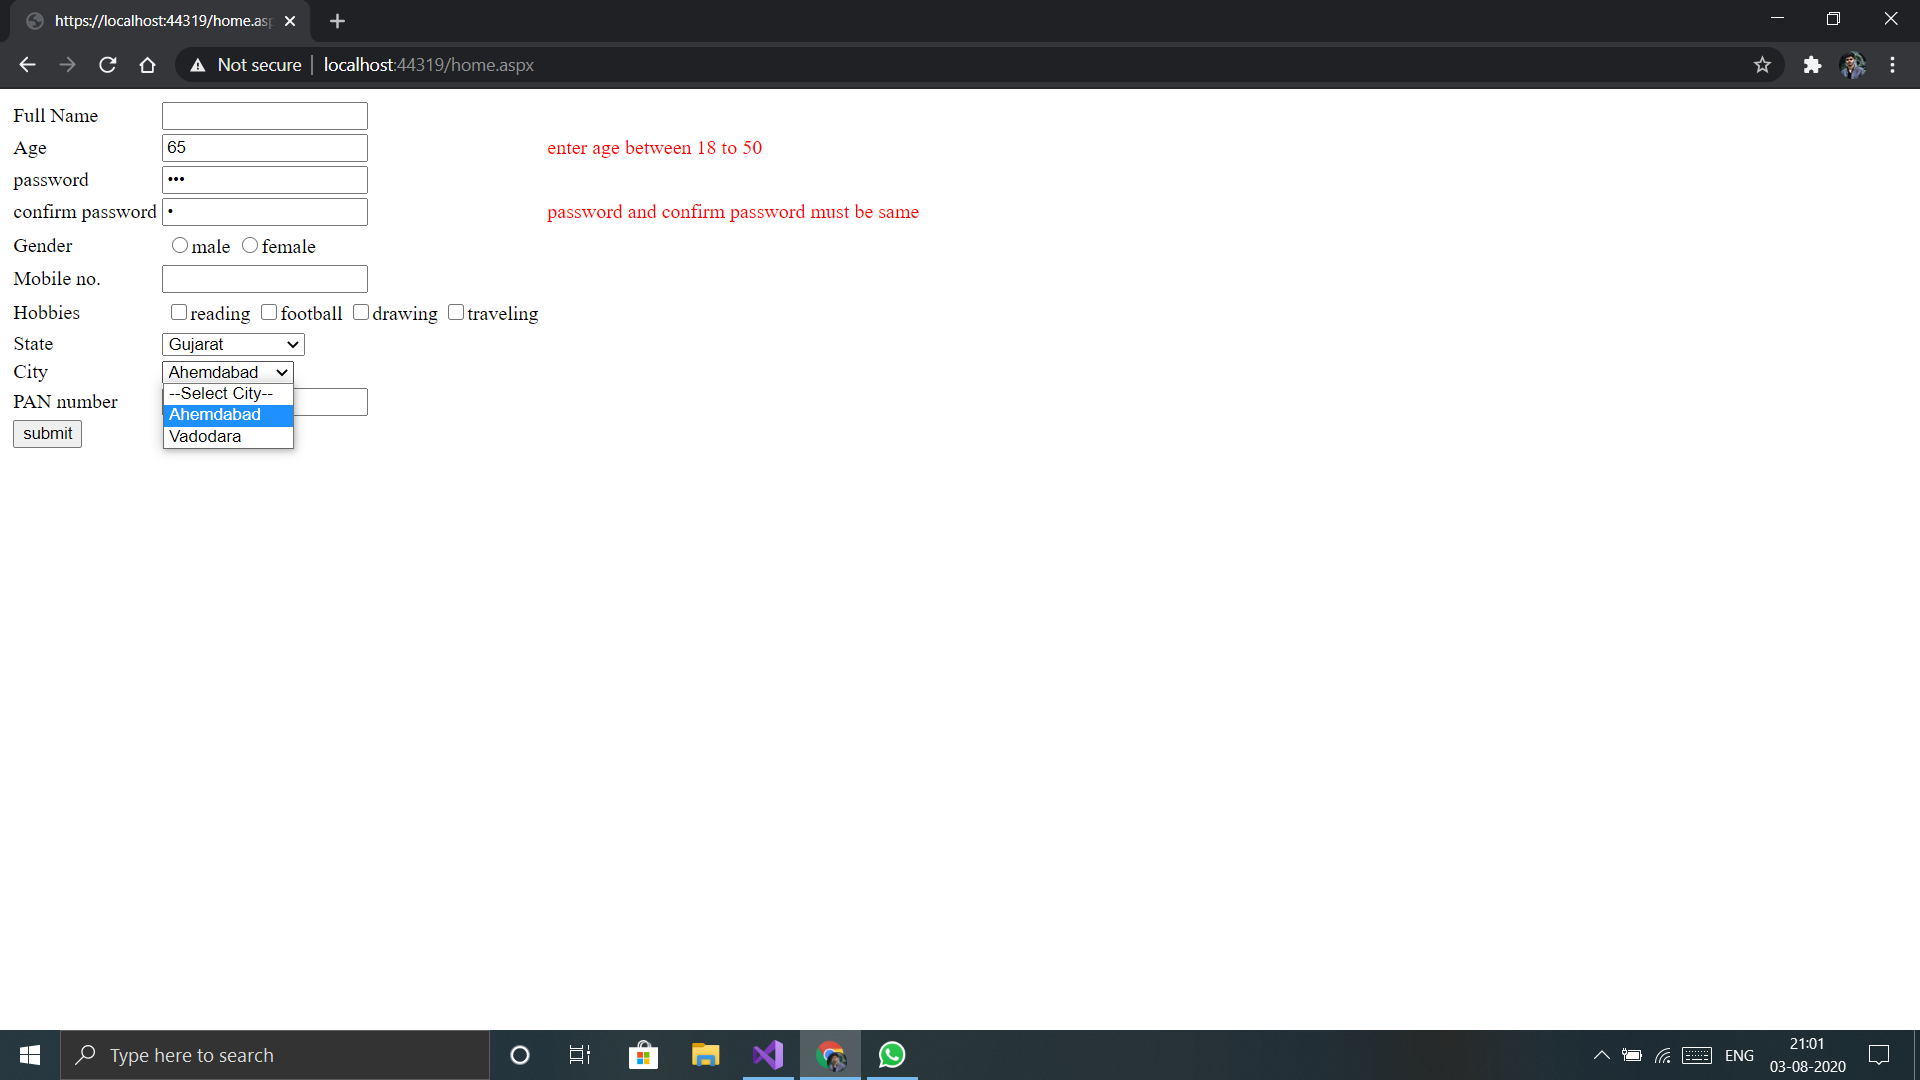 https://localhost:44319/home.asp
Not secure localhost:44319/home.aspx
Full Name
Age 65 enter age between 18 to 50
password •••
confirm password • password and confirm password must be same
Gender male female
Mobile no.
Hobbies reading football drawing traveling
State Gujarat
City Ahemdabad
--Select City--
PAN number
Ahemdabad
submit Vadodara
Type here to search
ENG
21:01
03-08-2020